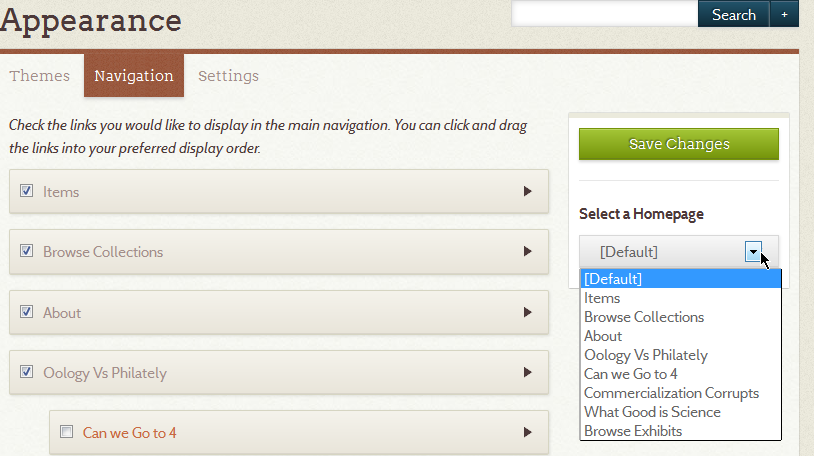 Appearance
Search +
Themes Navigation Settings
Check the links you would like to display in the main navigation. You can click and drag
the links into your preferred display order.
Items
Browse Collections
About
Oology Vs Philately
Can we Go to 4
Save Changes
Select a Homepage
[Default]
[Default]
Items
Browse Collections
About
Oology Vs Philately
Can we Go to 4
Commercialization Corrupts
What Good is Science
Browse Exhibits